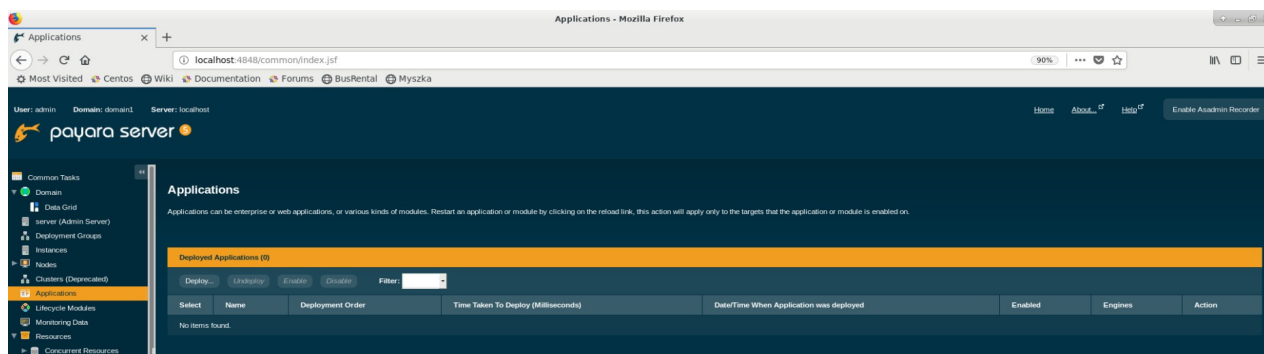 Applications - Mozilla Firefox
Applications
localhost:4848/common/index.jsf
90%
Most Visited Centos Wiki Documentation Forums BusRental Myszka
User: admin Domain: domain1 Server: localhost
Home About... Help Enable Asadmin Recorder
payara server 5
Common Tasks
Domain
Data Grid
server (Admin Server)
Deployment Groups
Instances
Nodes
Clusters (Deprecated)
Applications
Lifecycle Modules
Monitoring Data
Resources
Concurrent Resources
Applications
Applications can be enterprise or web applications, or various kinds of modules. Restart an application or module by clicking on the reload link, this action will apply only to the targets that the application or module is enabled on.
Deployed Applications (0)
Deploy... Undeploy Enable Disable Filter:
Select Name Deployment Order Time Taken To Deploy (Milliseconds) Date/Time When Application was deployed Enabled Engines Action
No items found.